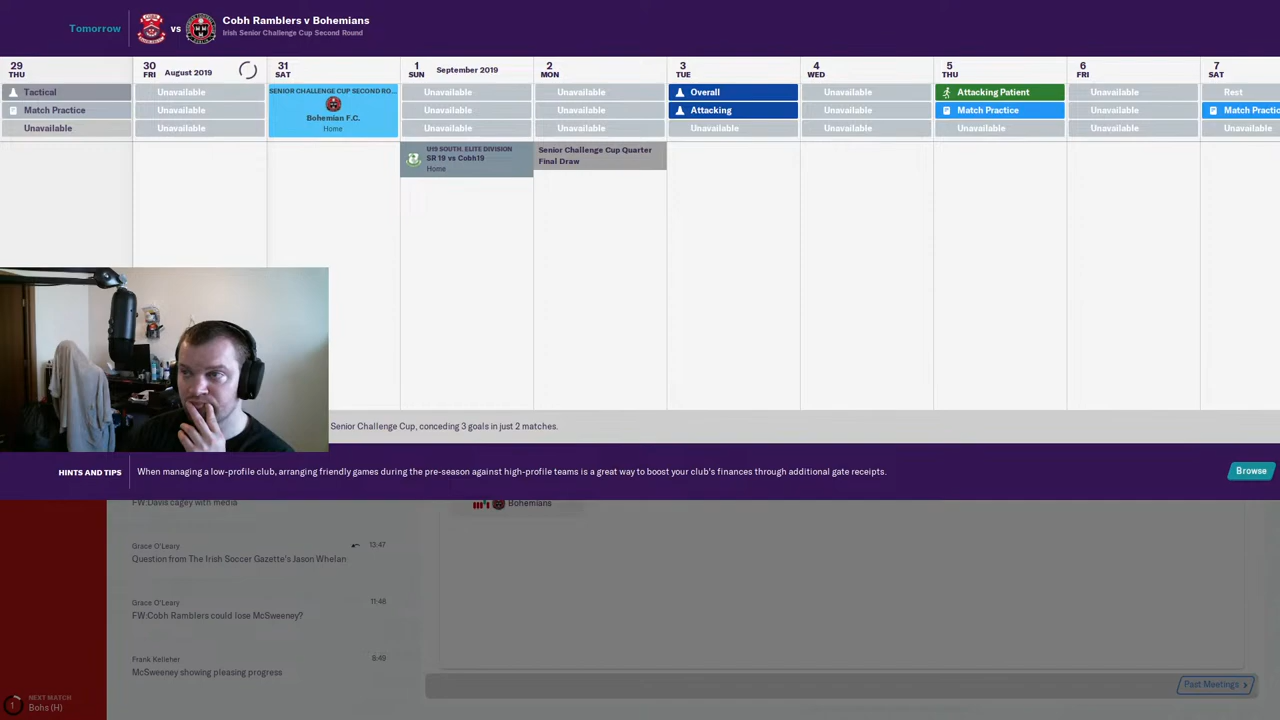 Tomorrow
vs
Cobh Ramblers v Bohemians
Irish Senior Challenge Cup Second Round
29
THU
30
FRI
August 2019
31
SAT
1
SUN
September 2019
2
MON
3
TUE
4
WED
5
THU
6
FRI
7
SAT
Tactical
Unavailable
SENIOR CHALLENGE CUP SECOND RO...
Unavailable
Unavailable
Overall
Unavailable
Attacking Patient
Unavailable
Rest
Match Practice
Unavailable
Bohemian F.C.
Unavailable
Unavailable
Attacking
Unavailable
Match Practice
Unavailable
Match Practic
Unavailable
Unavailable
Home
Unavailable
Unavailable
Unavailable
Unavailable
Unavailable
Unavailable
Unavailable
U19 SOUTH. ELITE DIVISION
SR 19 vs Cobh19
Home
Senior Challenge Cup Quarter
Final Draw
Senior Challenge Cup, conceding 3 goals in just 2 matches.
HINTS AND TIPS
When managing a low-profile club, arranging friendly games during the pre-season against high-profile teams is a great way to boost your club's finances through additional gate receipts.
Browse
FW:Davis cagey with media
Bohemians
Grace O'Leary
13:47
Question from The Irish Soccer Gazette's Jason Whelan
Grace O'Leary
11:46
FW:Cobh Ramblers could lose McSweeney?
Frank Kelleher
8:49
McSweeney showing pleasing progress
Past Meetings
1
NEXT MATCH
Bohs (H)